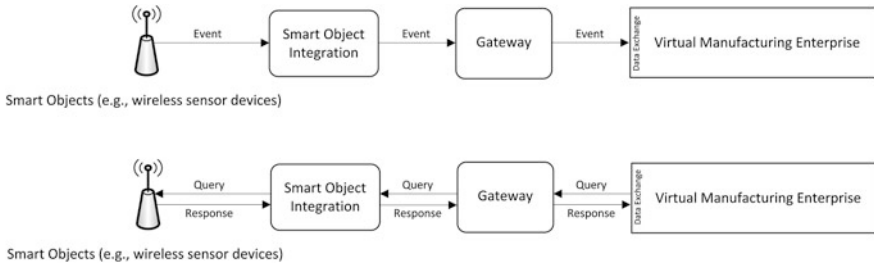 Event
Smart Object
Integration
Event
Gateway
Event
Data Exchange
Virtual Manufacturing Enterprise
Smart Objects (e.g., wireless sensor devices)
Query
Response
Smart Object
Integration
Query
Response
Gateway
Query
Response
Data Exchange
Virtual Manufacturing Enterprise
Smart Objects (e.g., wireless sensor devices)